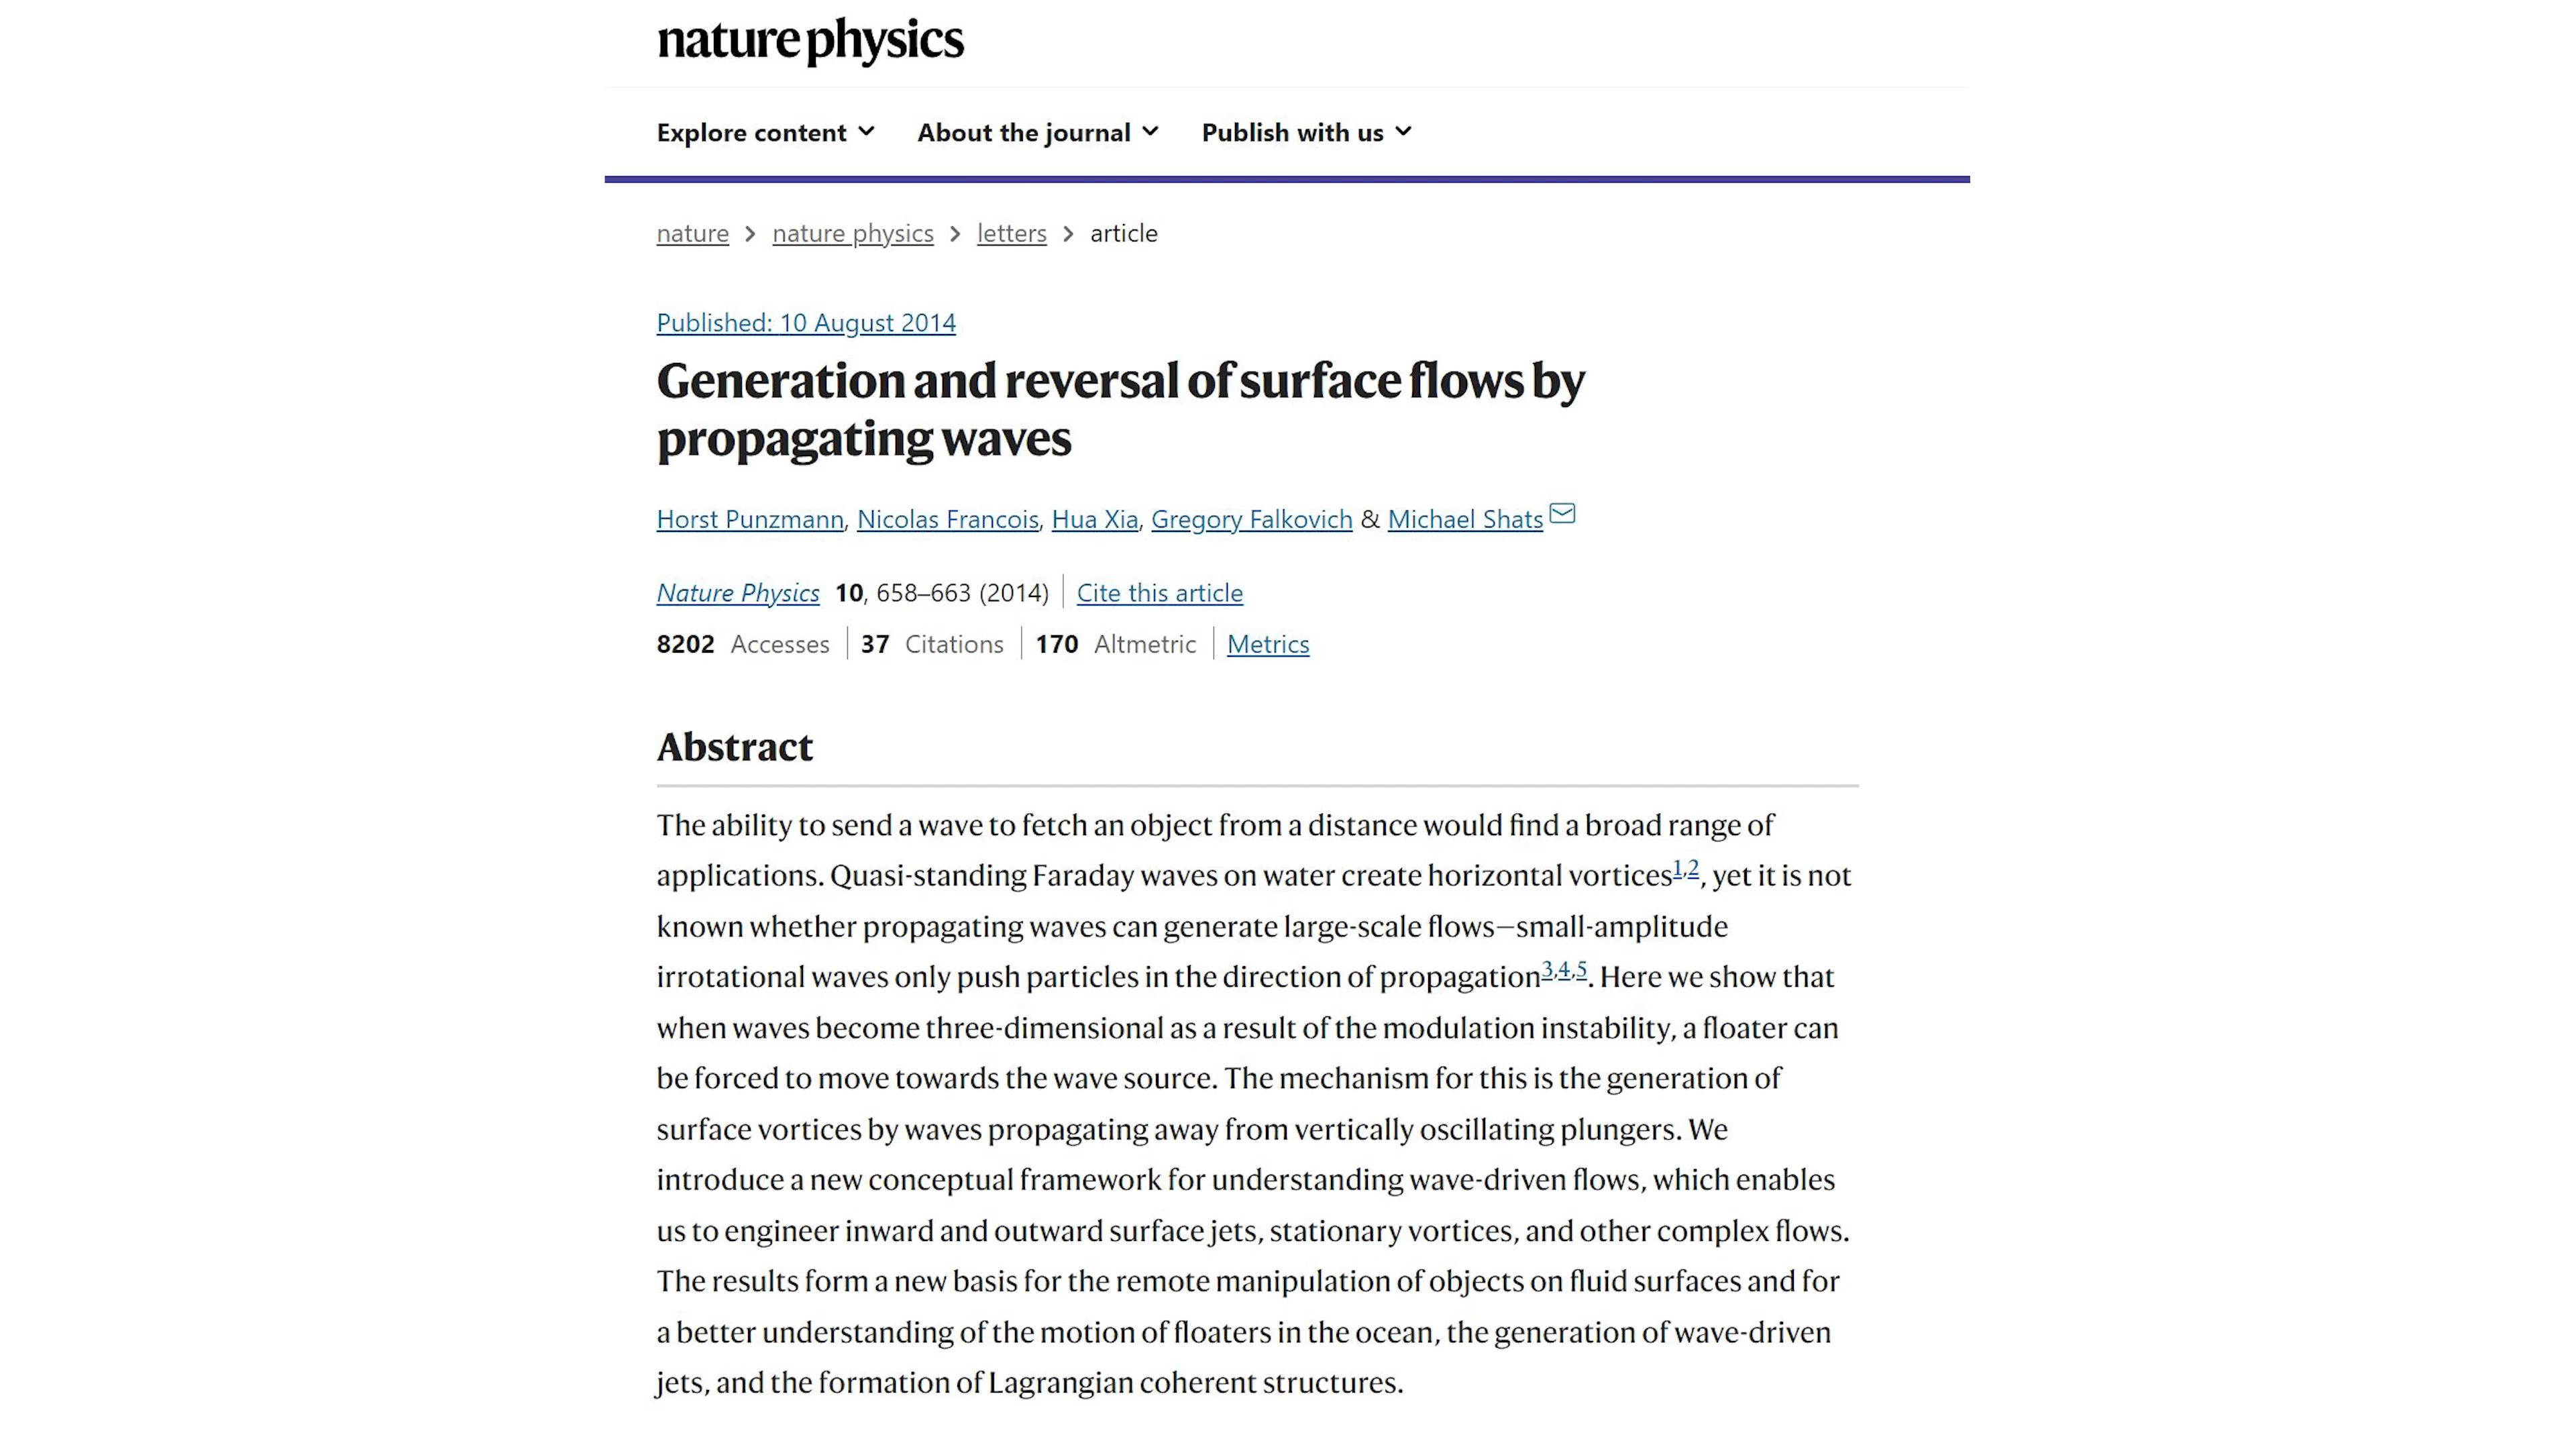 nature physics
Explore content About the journal Publish with us
nature > nature physics > letters > article
Published: 10 August 2014
Generation and reversal of surface flows by
propagating waves
Horst Punzmann, Nicolas Francois, Hua Xia, Gregory Falkovich & Michael Shats
Nature Physics 10, 658–663 (2014) | Cite this article
8202 Accesses | 37 Citations | 170 Altmetric | Metrics
Abstract
The ability to send a wave to fetch an object from a distance would find a broad range of
applications. Quasi-standing Faraday waves on water create horizontal vortices1,2, yet it is not
known whether propagating waves can generate large-scale flows—small-amplitude
irrotational waves only push particles in the direction of propagation3,4,5. Here we show that
when waves become three-dimensional as a result of the modulation instability, a floater can
be forced to move towards the wave source. The mechanism for this is the generation of
surface vortices by waves propagating away from vertically oscillating plungers. We
introduce a new conceptual framework for understanding wave-driven flows, which enables
us to engineer inward and outward surface jets, stationary vortices, and other complex flows.
The results form a new basis for the remote manipulation of objects on fluid surfaces and for
a better understanding of the motion of floaters in the ocean, the generation of wave-driven
jets, and the formation of Lagrangian coherent structures.